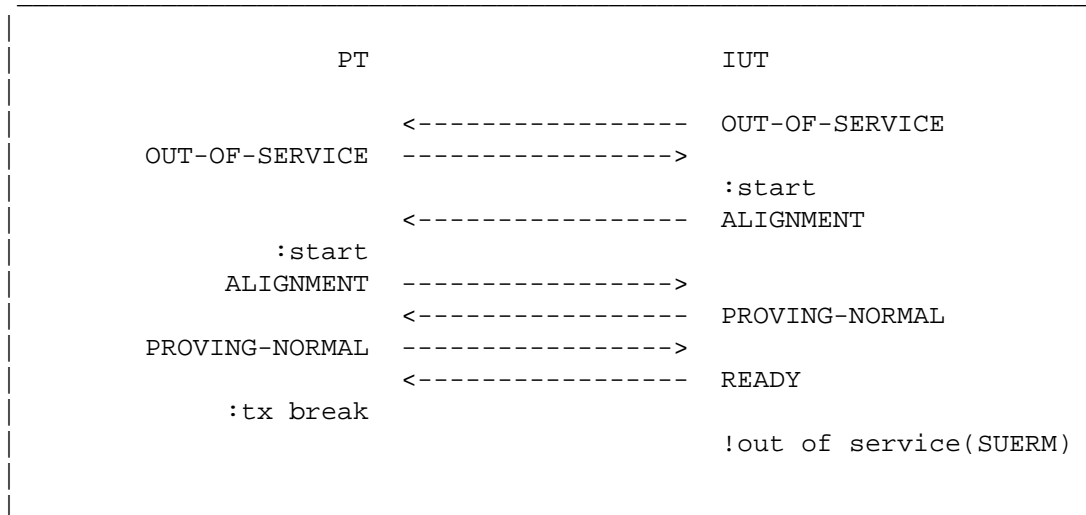 PT IUT
<----------------- OUT-OF-SERVICE
OUT-OF-SERVICE ----------------->
:start
<----------------- ALIGNMENT
:start
ALIGNMENT ----------------->
<----------------- PROVING-NORMAL
PROVING-NORMAL ----------------->
<----------------- READY
:tx break
!out of service(SUERM)